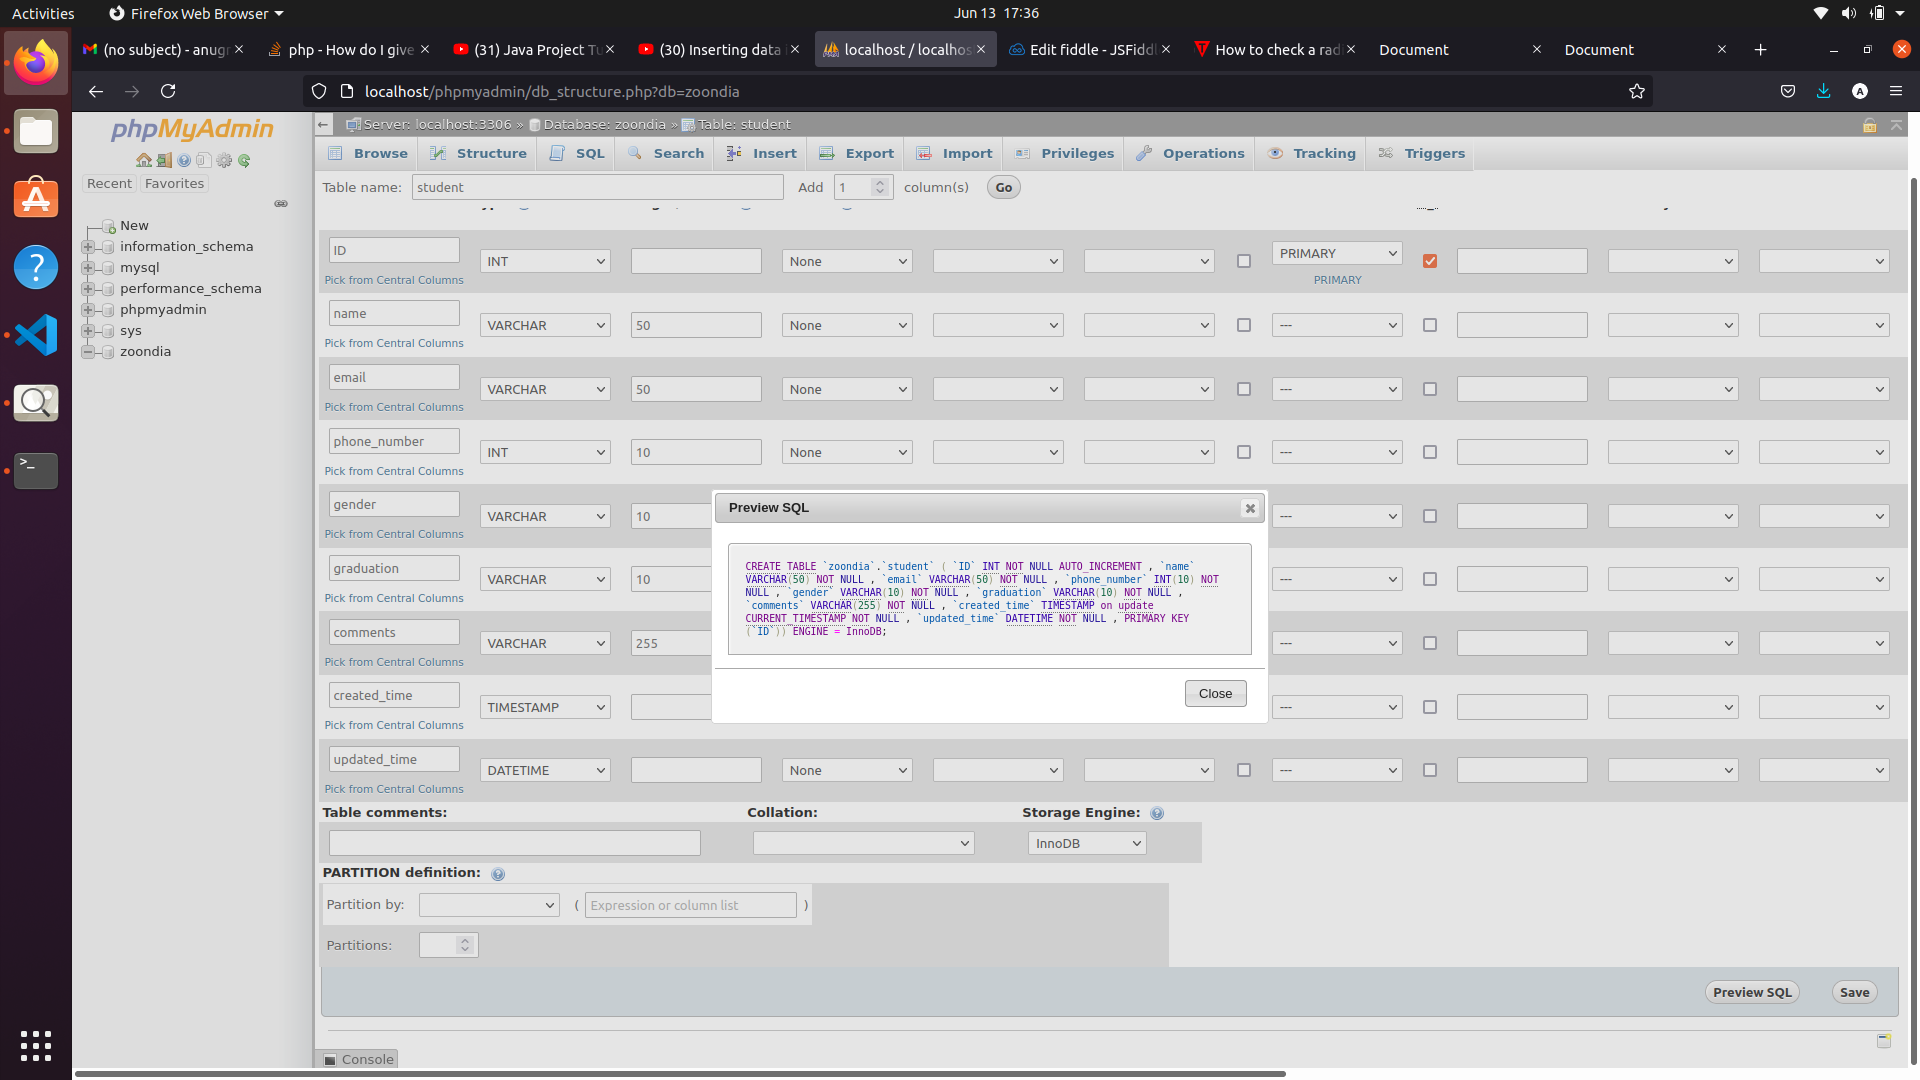 Activities
Firefox Web Browser
Jun 13 17:36
(no subject) - anugr
php - How do I give
(31) Java Project Tu
(30) Inserting data
localhost / localhos
Edit fiddle - JSFiddl
How to check a radi
Document
Document
localhost/phpmyadmin/db_structure.php?db=zoondia
phpMyAdmin
Recent
Favorites
New
information_schema
mysql
performance_schema
phpmyadmin
sys
zoondia
Server: localhost:3306 » Database: zoondia » Table: student
Browse Structure SQL Search Insert Export Import Privileges Operations Tracking Triggers
Table name: student Add 1 column(s) Go
ID INT None PRIMARY
Pick from Central Columns PRIMARY
name VARCHAR 50 None ---
Pick from Central Columns
email VARCHAR 50 None ---
Pick from Central Columns
phone_number INT 10 None ---
Pick from Central Columns
gender VARCHAR 10 ---
Pick from Central Columns
graduation VARCHAR 10 ---
Pick from Central Columns
comments VARCHAR 255 ---
Pick from Central Columns
created_time TIMESTAMP ---
Pick from Central Columns
updated_time DATETIME None ---
Pick from Central Columns
Preview SQL
CREATE TABLE `zoondia`.`student` ( `ID` INT NOT NULL AUTO_INCREMENT , `name`
VARCHAR(50) NOT NULL , `email` VARCHAR(50) NOT NULL , `phone_number` INT(10) NOT
NULL , `gender` VARCHAR(10) NOT NULL , `graduation` VARCHAR(10) NOT NULL ,
`comments` VARCHAR(255) NOT NULL , `created_time` TIMESTAMP on update
CURRENT_TIMESTAMP NOT NULL , `updated_time` DATETIME NOT NULL , PRIMARY KEY
(`ID`)) ENGINE = InnoDB;
Close
Table comments: Collation: Storage Engine:
InnoDB
PARTITION definition:
Partition by: ( Expression or column list )
Partitions:
Preview SQL Save
Console